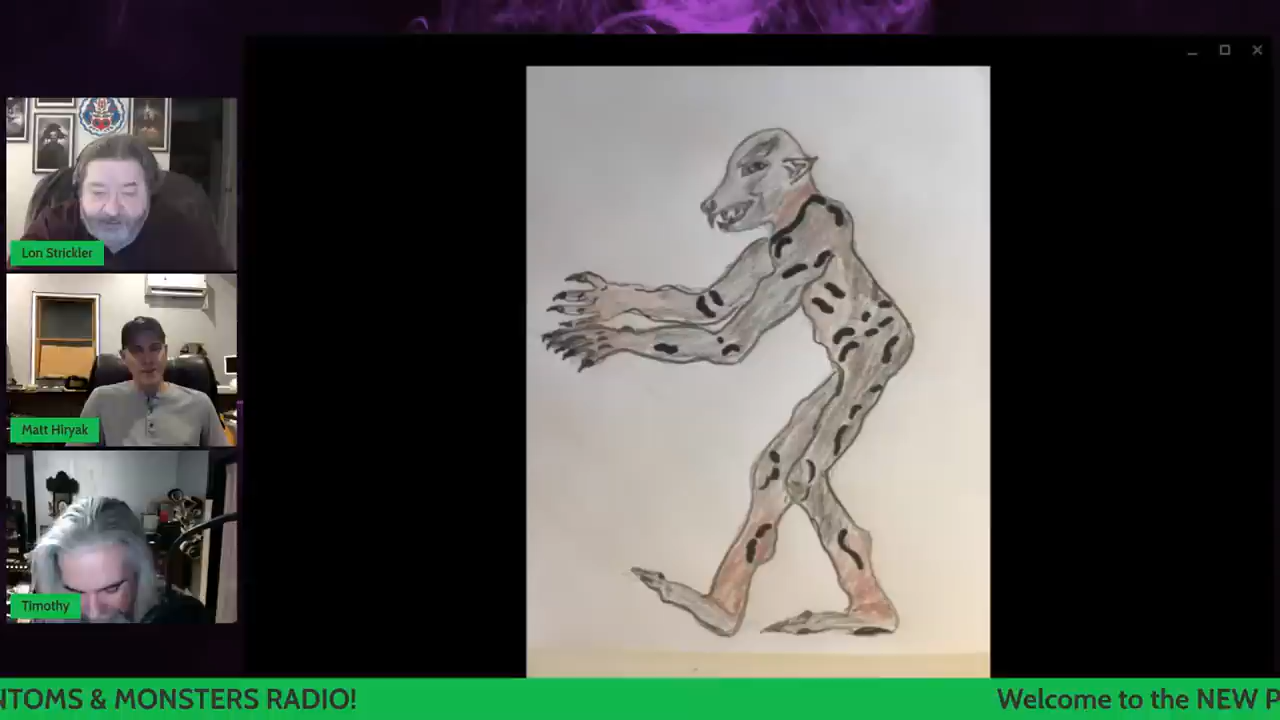 Lon Strickler
Matt Hiryak
Timothy
NTOMS & MONSTERS RADIO!
Welcome to the NEW P